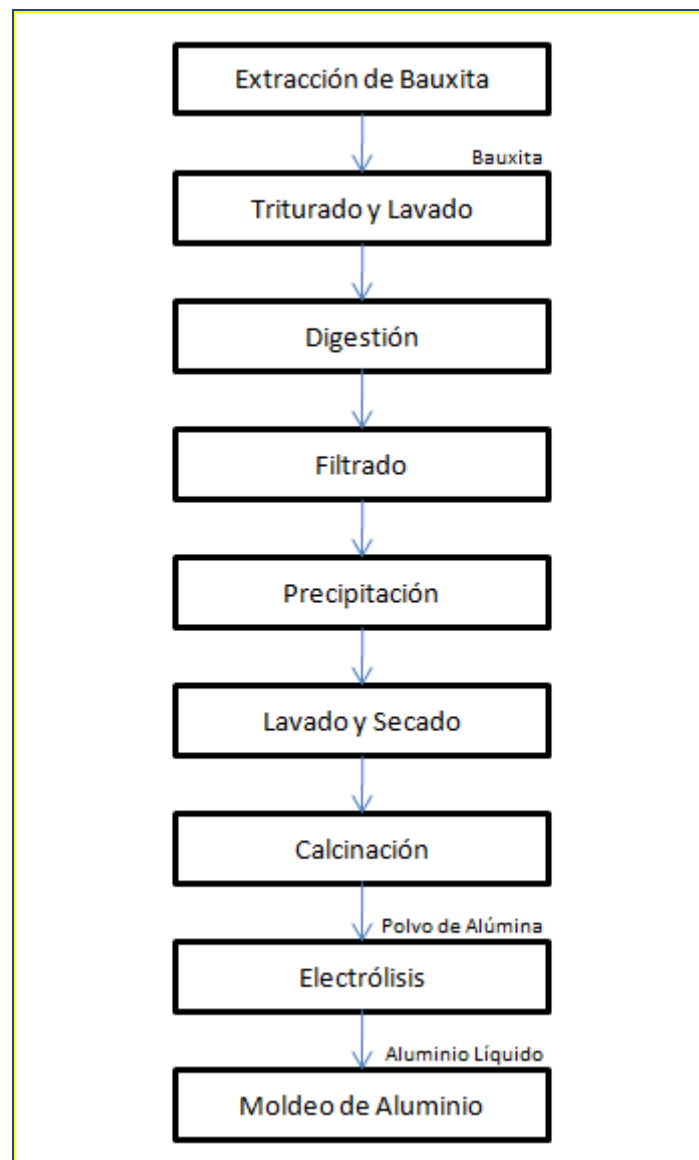 Extracción de Bauxita
Bauxita
Triturado y Lavado
Digestión
Filtrado
Precipitación
Lavado y Secado
Calcinación
Polvo de Alúmina
Electrólisis
Aluminio Líquido
Moldeo de Aluminio